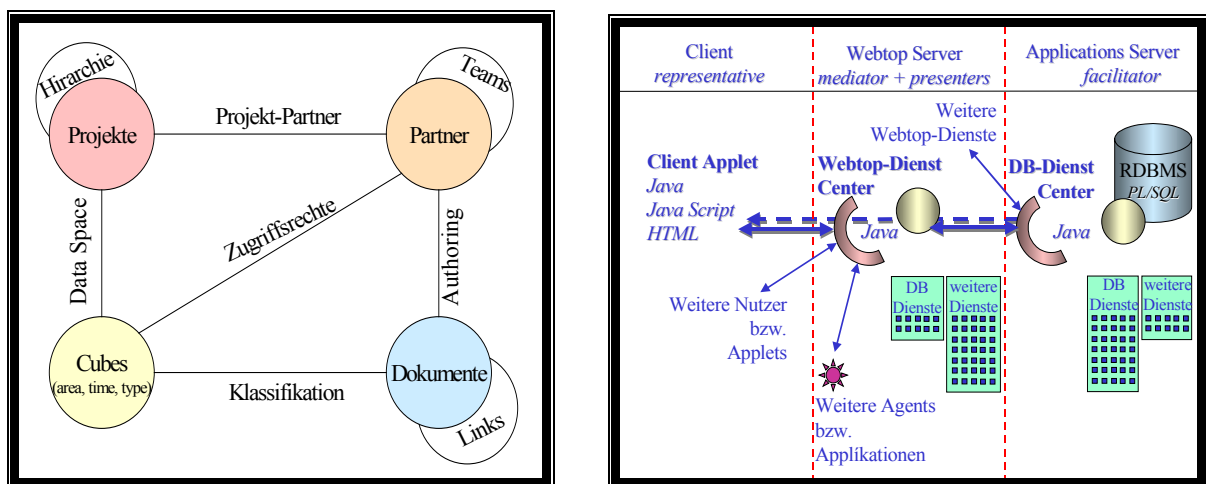 Hirarchie
Teams
Projekte
Projekt-Partner
Partner
Data Space
Zugriffsrechte
Authoring
Cubes
(area, time, type)
Klassifikation
Dokumente
Links
Client
representative
Webtop Server
mediator + presenters
Applications Server
facilitator
Weitere
Webtop-Dienste
Client Applet
Java
Java Script
HTML
Webtop-Dienst
Center
Java
DB-Dienst
Center
Java
RDBMS
PL/SQL
Weitere Nutzer
bzw.
Applets
DB
Dienste
weitere
Dienste
DB
Dienste
weitere
Dienste
Weitere Agents
bzw.
Applikationen